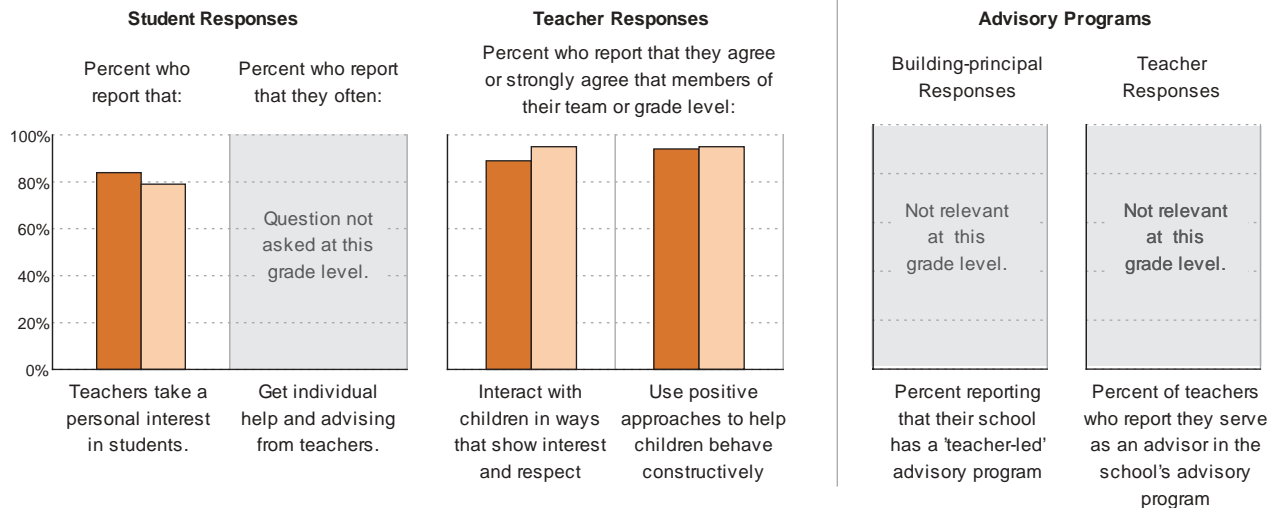 Student Responses
Percent who
report that:
Percent who report
that they often:
100%
80%
60%
40%
20%
0%
Question not
asked at this
grade level.
Teachers take a
personal interest
in students.
Get individual
help and advising
from teachers.
Teacher Responses
Percent who report that they agree
or strongly agree that members of
their team or grade level:
Interact with
children in ways
that show interest
and respect
Use positive
approaches to help
children behave
constructively
Advisory Programs
Building-principal
Responses
Not relevant
at this
grade level.
Percent reporting
that their school
has a 'teacher-led'
advisory program
Teacher
Responses
Not relevant
at this
grade level.
Percent of teachers
who report they serve
as an advisor in the
school's advisory
program